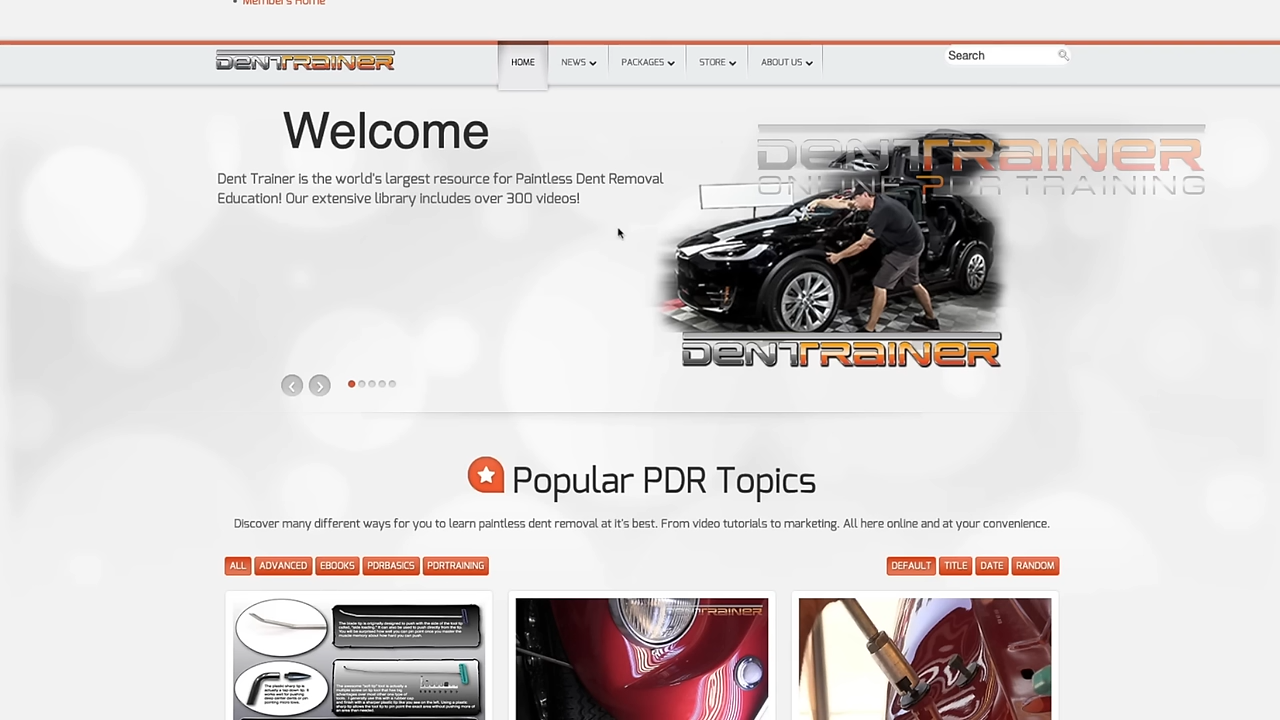 Members Home
DENTTRAINER
HOME
NEWS
PACKAGES
STORE
ABOUT US
Search
Welcome
Dent Trainer is the world's largest resource for Paintless Dent Removal
Education! Our extensive library includes over 300 videos!
DENTTRAINER
ONLINE PDR TRAINING
DENTTRAINER
Popular PDR Topics
Discover many different ways for you to learn paintless dent removal at it's best. From video tutorials to marketing. All here online and at your convenience.
ALL
ADVANCED
EBOOKS
PDRBASICS
PDRTRAINING
DEFAULT
TITLE
DATE
RANDOM
DENTTRAINER